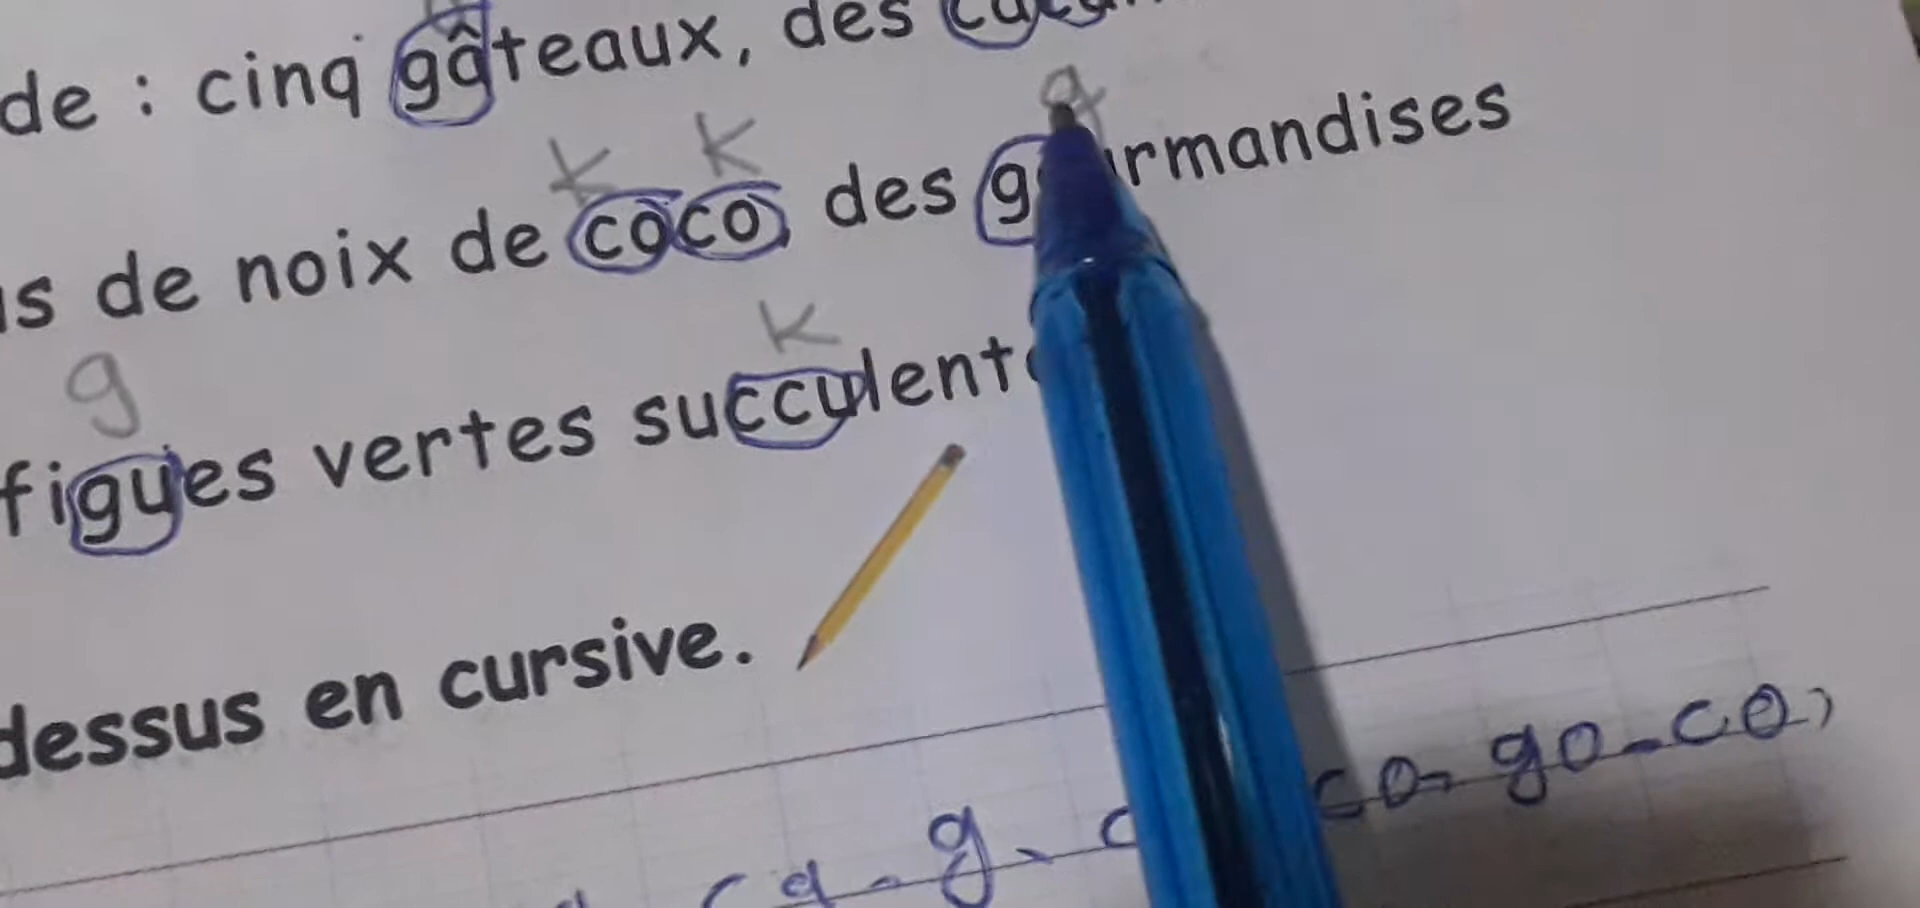 de : cinq gâteaux, des
g
k k
s de noix de coco, des g rmandises
g k
figues vertes succulent
dessus en cursive.
co, go - co,
ca - g -